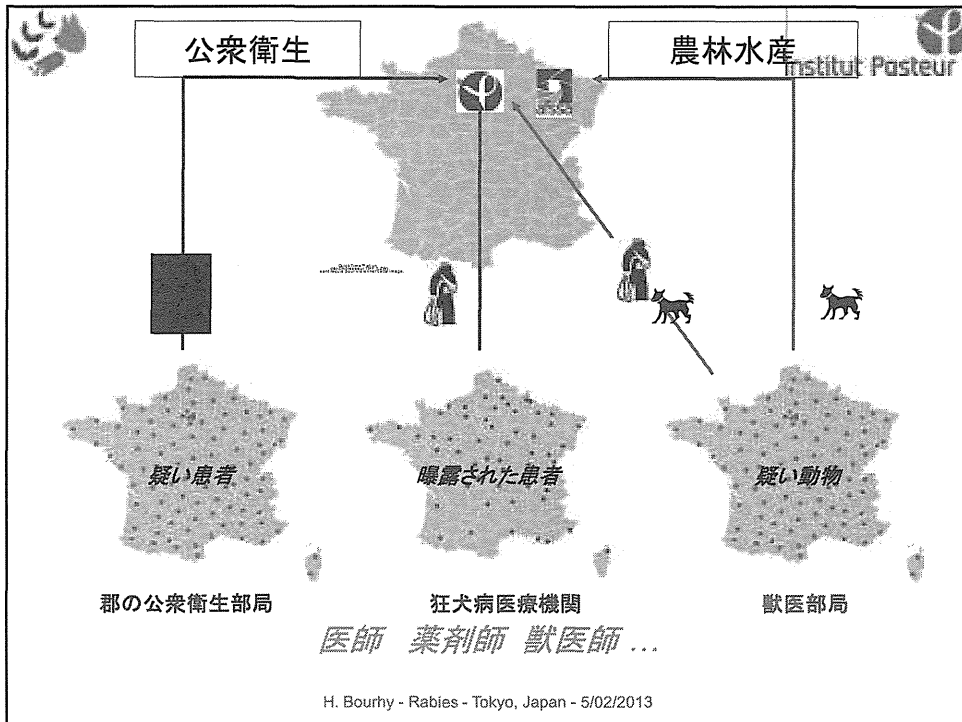 公衆衛生
農林水産
Institut Pasteur
疑い患者
曝露された患者
疑い動物
郡の公衆衛生部局
狂犬病医療機関
獣医部局
医師 薬剤師 獣医師 ...
H. Bourhy - Rabies - Tokyo, Japan - 5/02/2013